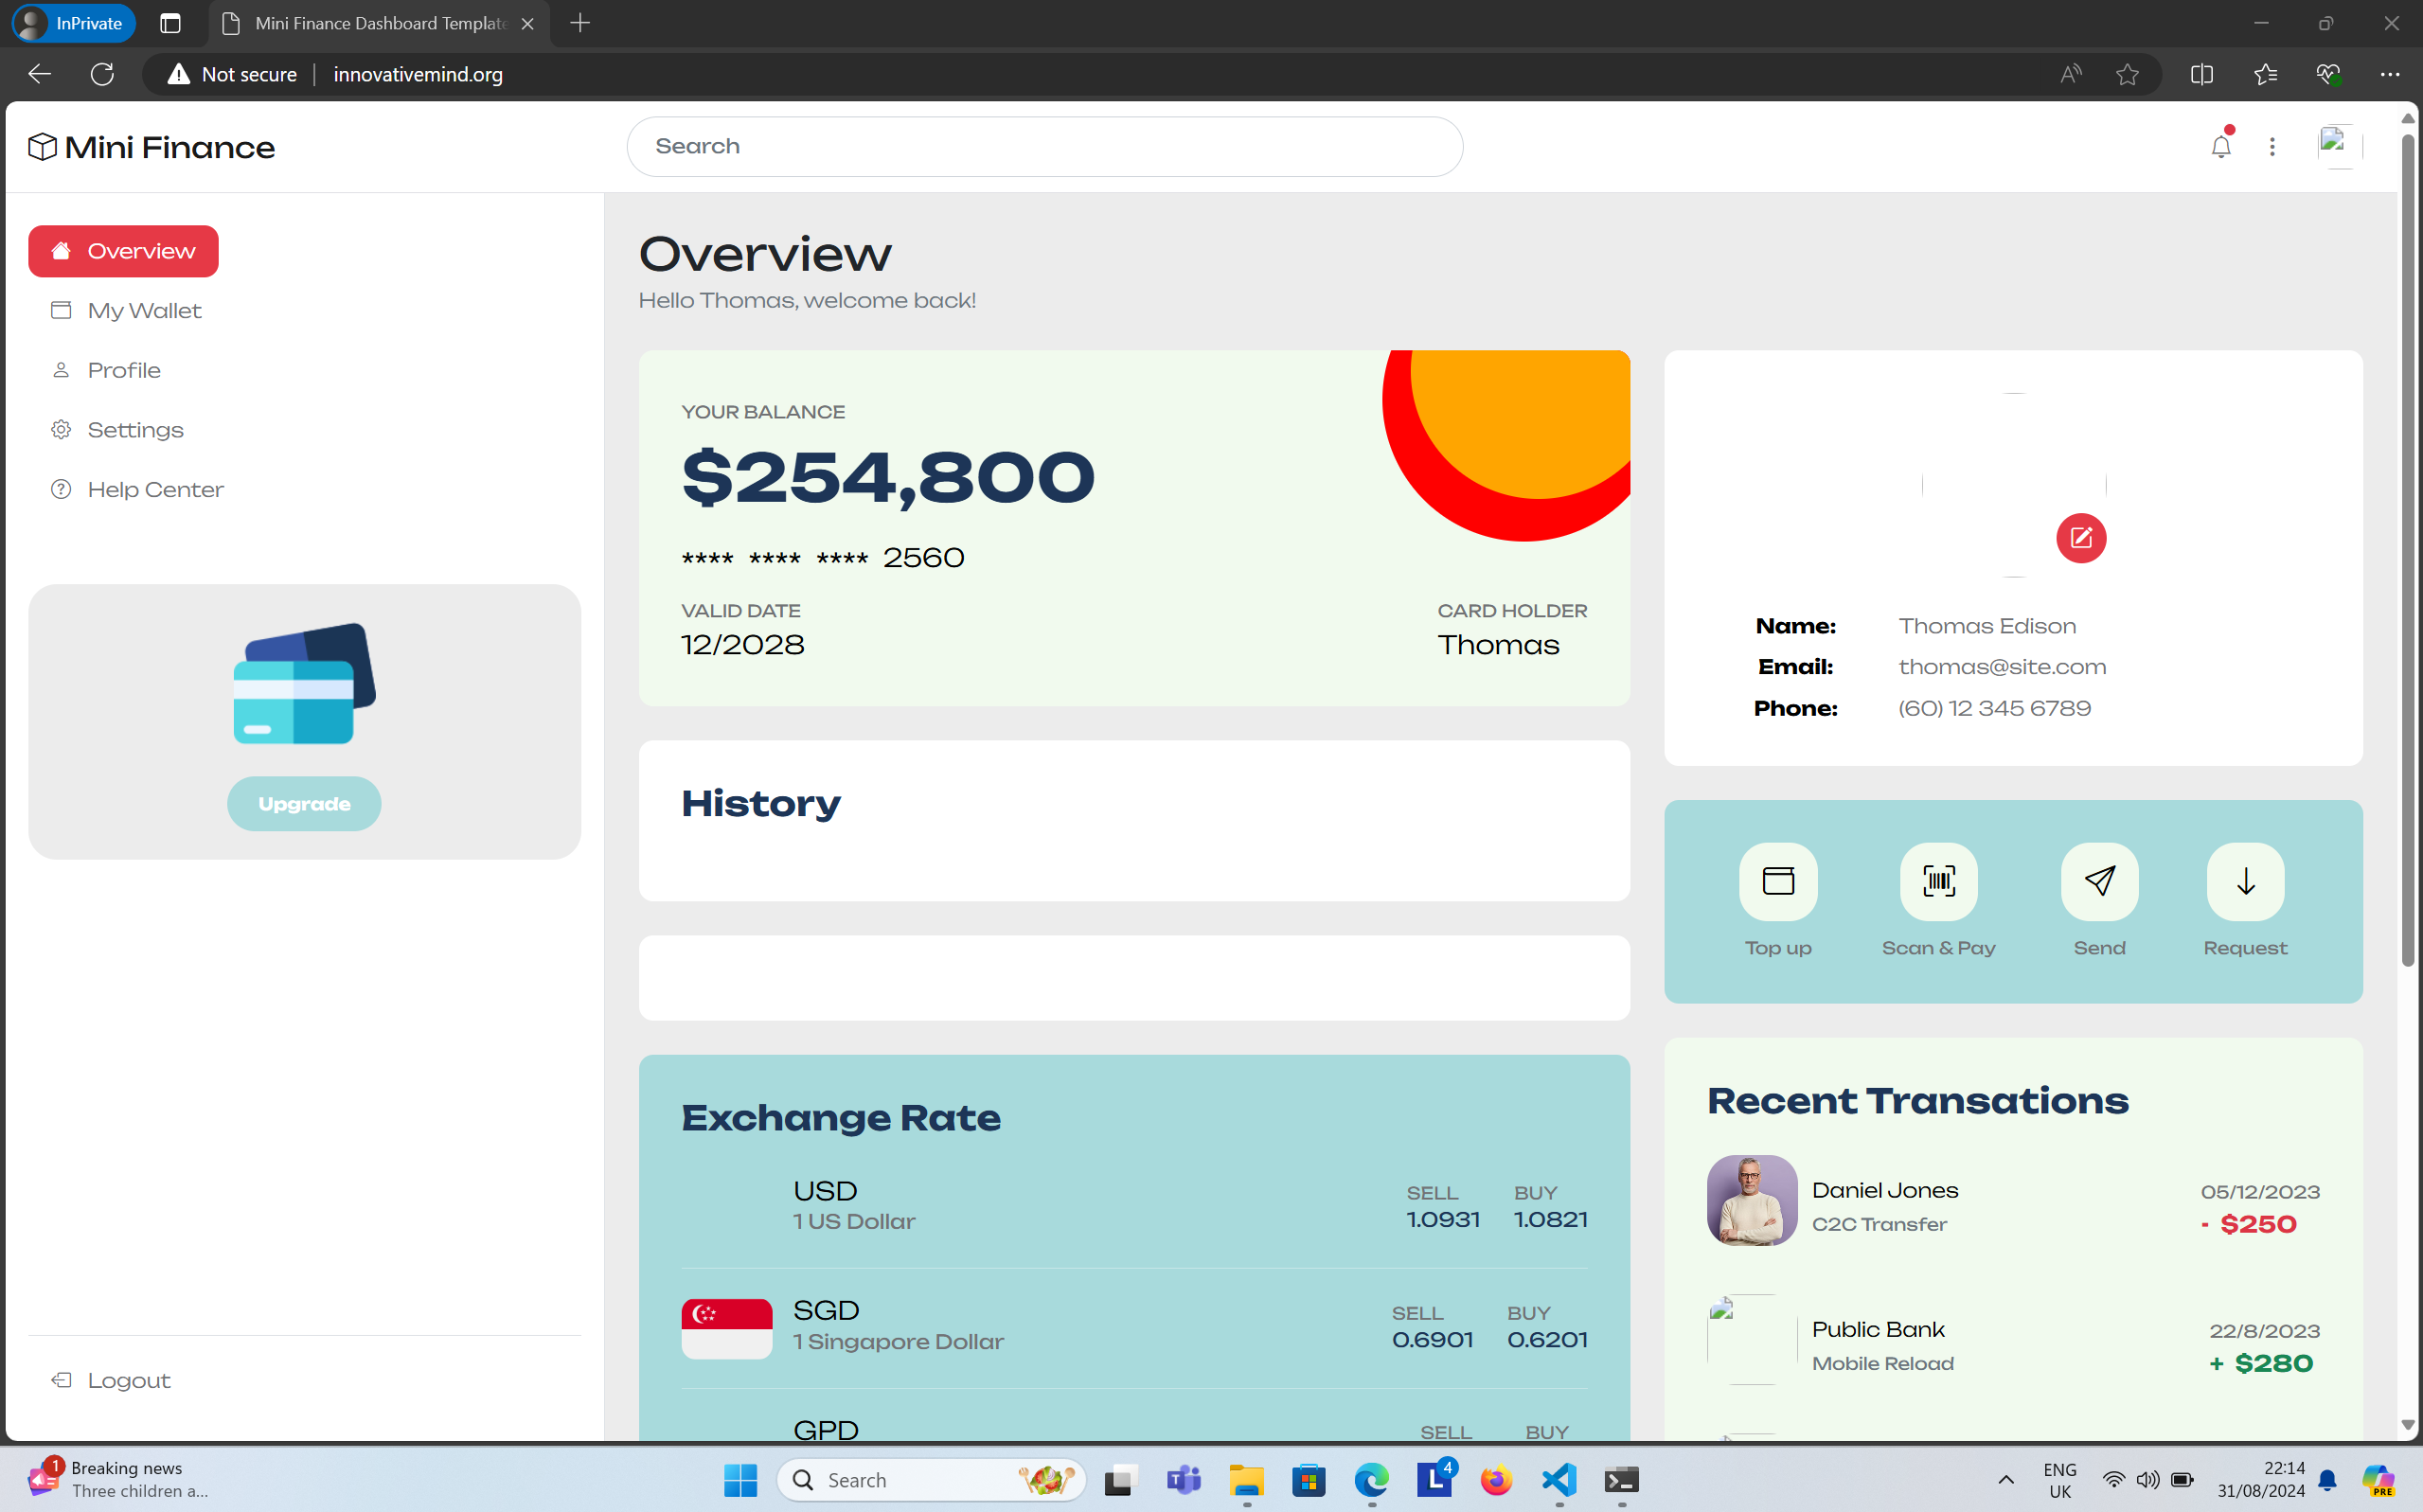 InPrivate
Mini Finance Dashboard Template
Not secure
innovativemind.org
Mini Finance
Search
Overview
My Wallet
Profile
Settings
Help Center
Upgrade
Logout
Overview
Hello Thomas, welcome back!
YOUR BALANCE
$254,800
**** **** **** 2560
VALID DATE
12/2028
CARD HOLDER
Thomas
History
Exchange Rate
USD
1 US Dollar
SELL
1.0931
BUY
1.0821
SGD
1 Singapore Dollar
SELL
0.6901
BUY
0.6201
GPD
SELL
BUY
Name: Thomas Edison
Email: thomas@site.com
Phone: (60) 12 345 6789
Top up
Scan & Pay
Send
Request
Recent Transations
Daniel Jones
C2C Transfer
05/12/2023
- $250
Public Bank
Mobile Reload
22/8/2023
+ $280
1
Breaking news
Three children a...
Search
L
4
ENG
UK
22:14
31/08/2024
PRE